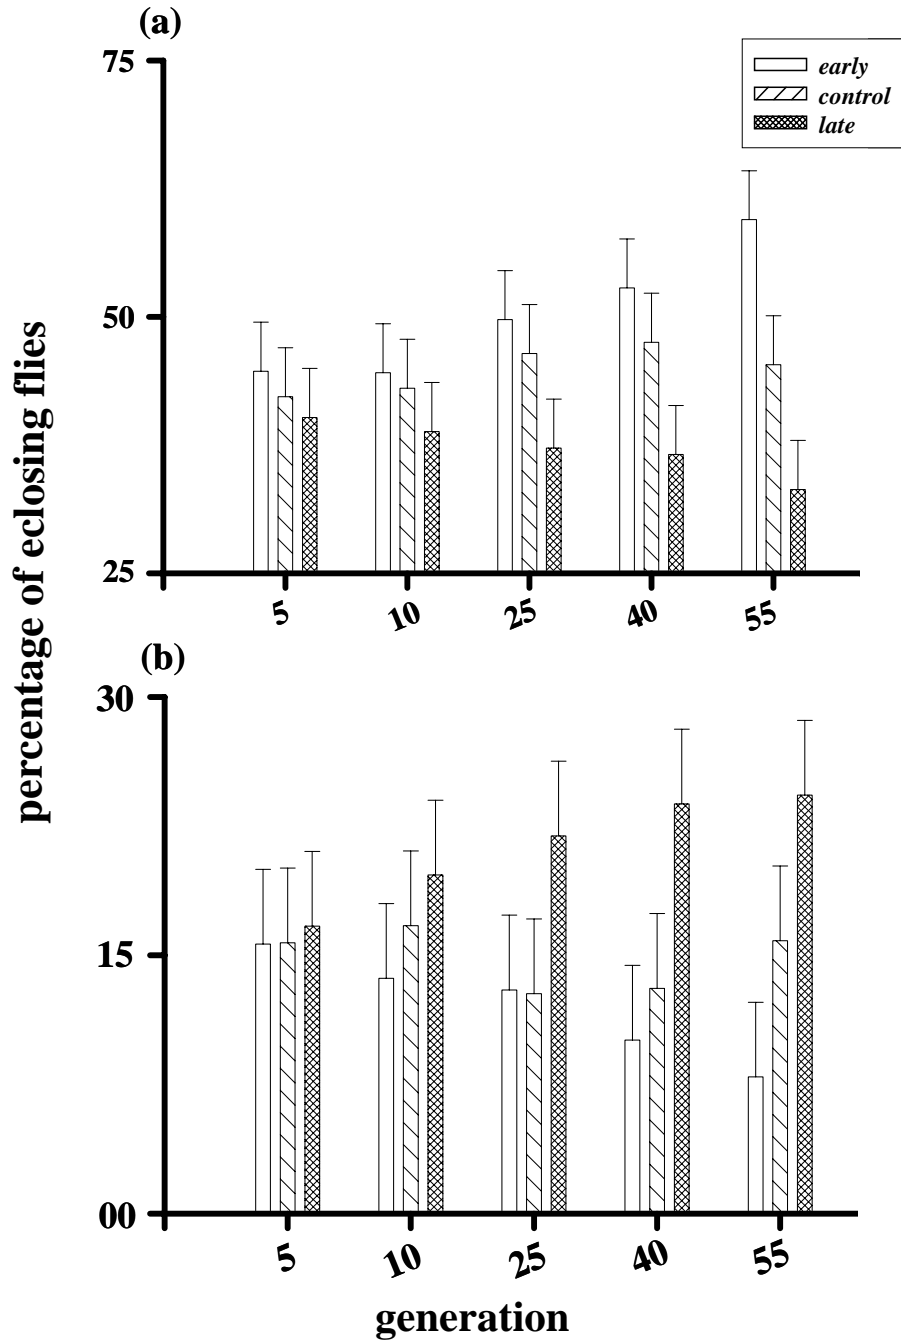 (a)
75
early
control
late
50
25
5 10 25 40 55
percentage of eclosing flies
(b)
30
15
00
5 10 25 40 55
generation